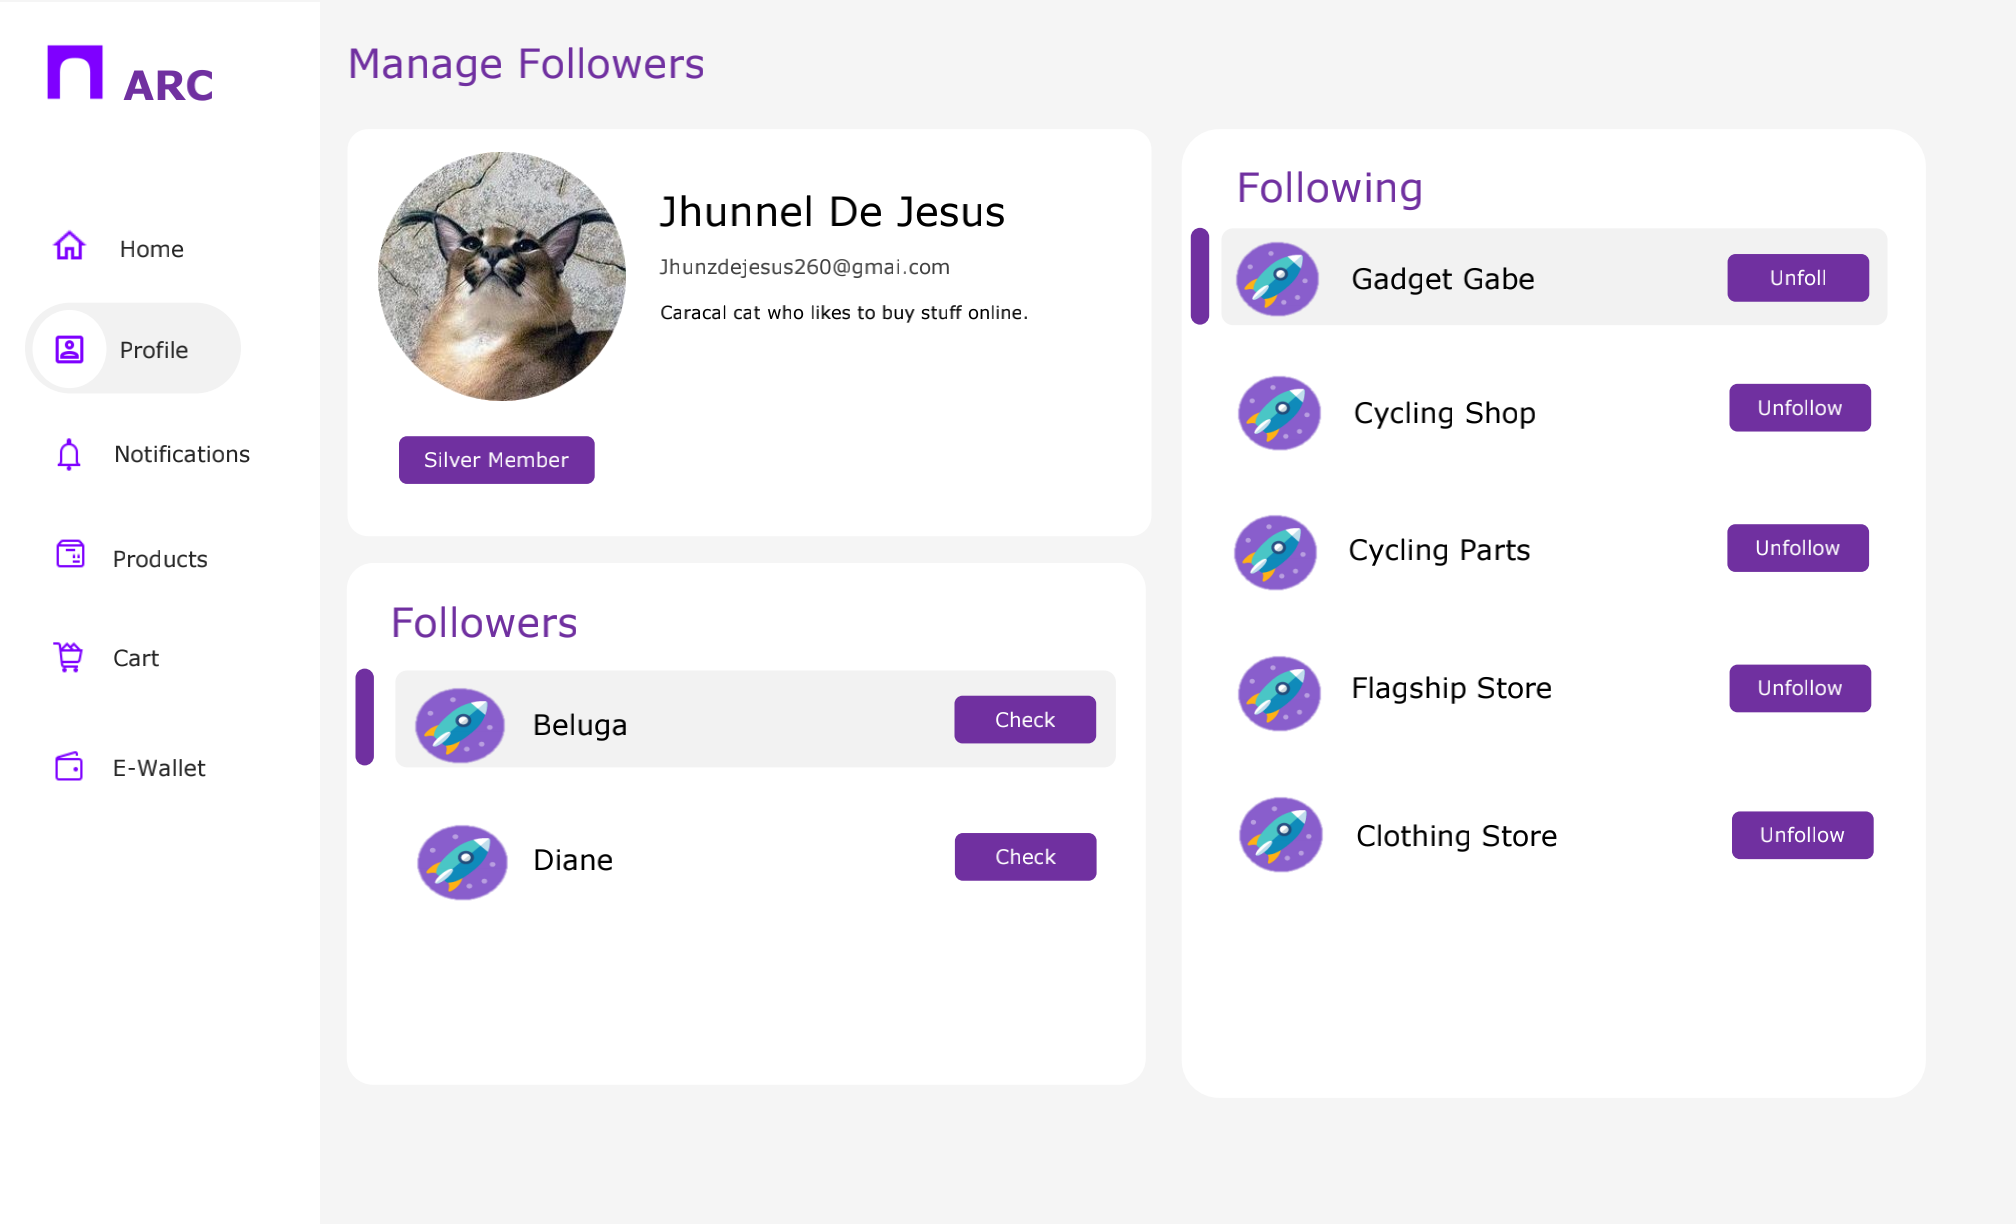 ARC
Home
Profile
Notifications
Products
Cart
E-Wallet
Manage Followers
Jhunnel De Jesus
Jhunzdejesus260@gmai.com
Caracal cat who likes to buy stuff online.
Silver Member
Followers
Beluga
Check
Diane
Check
Following
Gadget Gabe
Unfoll
Cycling Shop
Unfollow
Cycling Parts
Unfollow
Flagship Store
Unfollow
Clothing Store
Unfollow